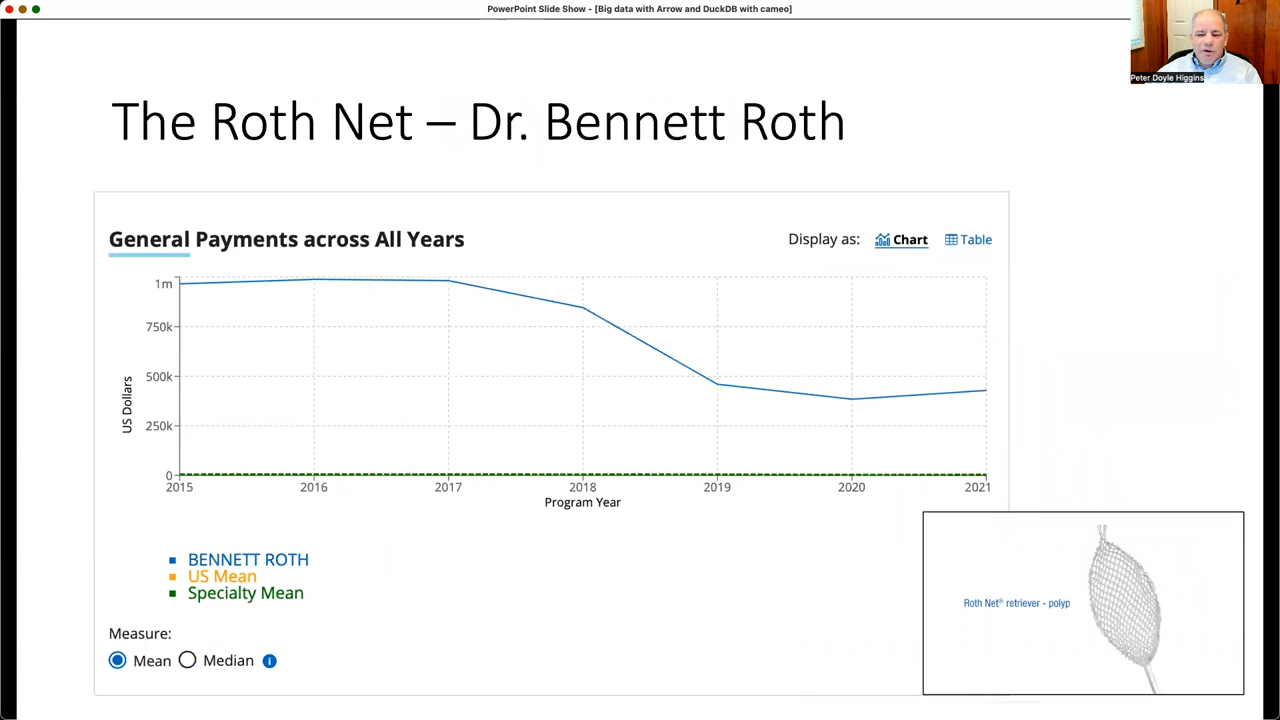 PowerPoint Slide Show - [Big data with Arrow and DuckDB with cameo]
Peter Doyle Higgins
The Roth Net – Dr. Bennett Roth
General Payments across All Years
Display as: Chart Table
1m
750k
500k
250k
0
US Dollars
2015 2016 2017 2018 2019 2020 2021
Program Year
BENNETT ROTH
US Mean
Specialty Mean
Measure:
Mean Median i
Roth Net® retriever - polyp